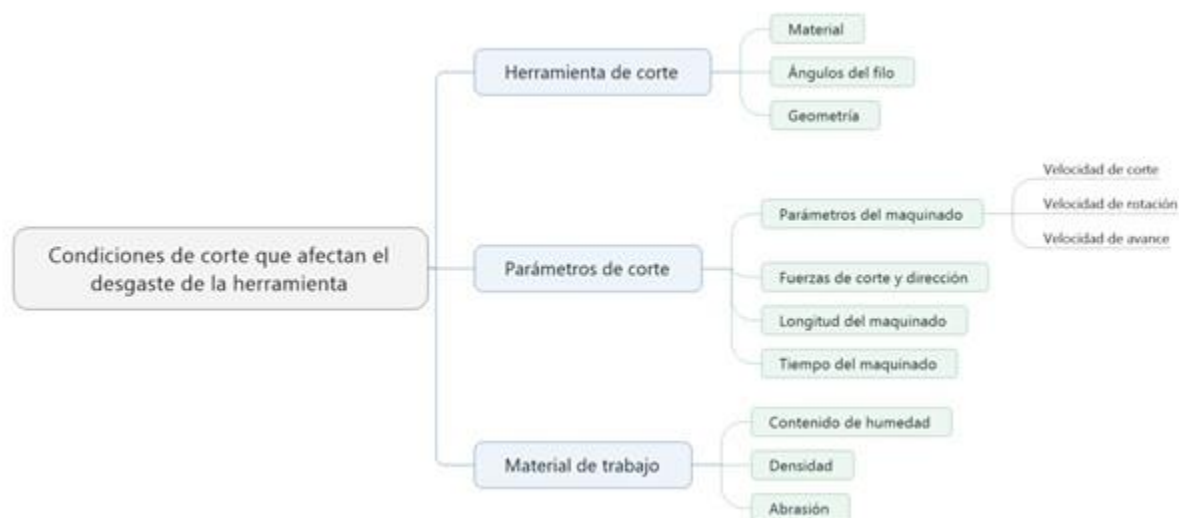 Condiciones de corte que afectan el
desgaste de la herramienta
Herramienta de corte
Material
Ángulos del filo
Geometría
Parámetros de corte
Parámetros del maquinado
Velocidad de corte
Velocidad de rotación
Velocidad de avance
Fuerzas de corte y dirección
Longitud del maquinado
Tiempo del maquinado
Material de trabajo
Contenido de humedad
Densidad
Abrasión